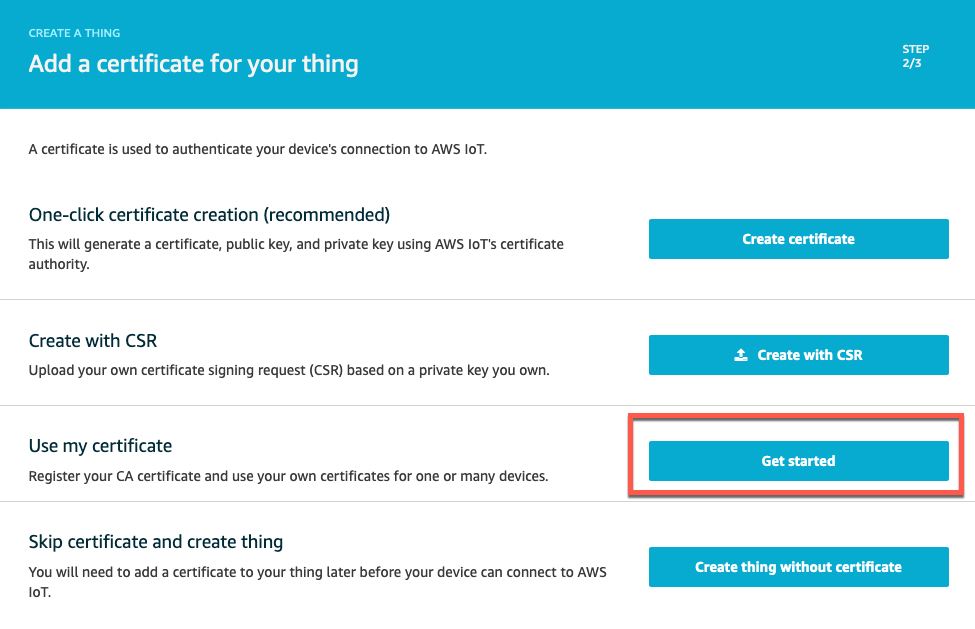 CREATE A THING
Add a certificate for your thing
STEP
2/3
A certificate is used to authenticate your device's connection to AWS IoT.
One-click certificate creation (recommended)
This will generate a certificate, public key, and private key using AWS IoT's certificate
authority.
Create certificate
Create with CSR
Upload your own certificate signing request (CSR) based on a private key you own.
Create with CSR
Use my certificate
Register your CA certificate and use your own certificates for one or many devices.
Get started
Skip certificate and create thing
You will need to add a certificate to your thing later before your device can connect to AWS
IoT.
Create thing without certificate